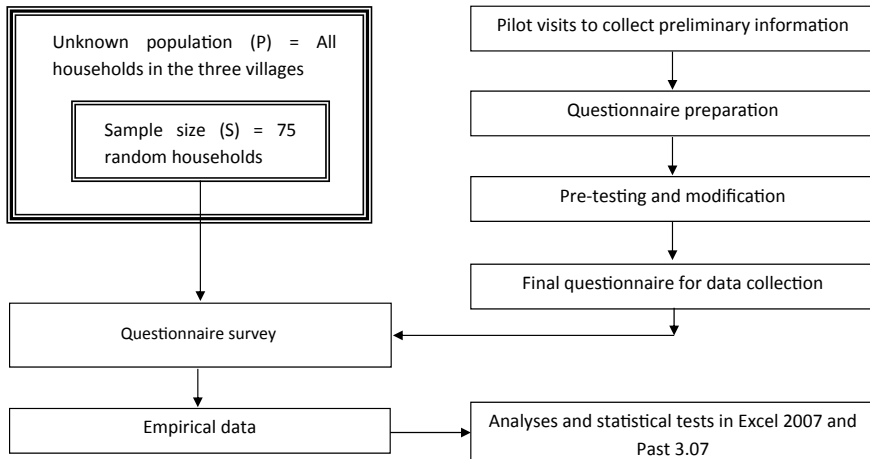 Unknown population (P) = All
households in the three villages
Sample size (S) = 75
random households
Pilot visits to collect preliminary information
Questionnaire preparation
Pre-testing and modification
Final questionnaire for data collection
Questionnaire survey
Empirical data
Analyses and statistical tests in Excel 2007 and
Past 3.07